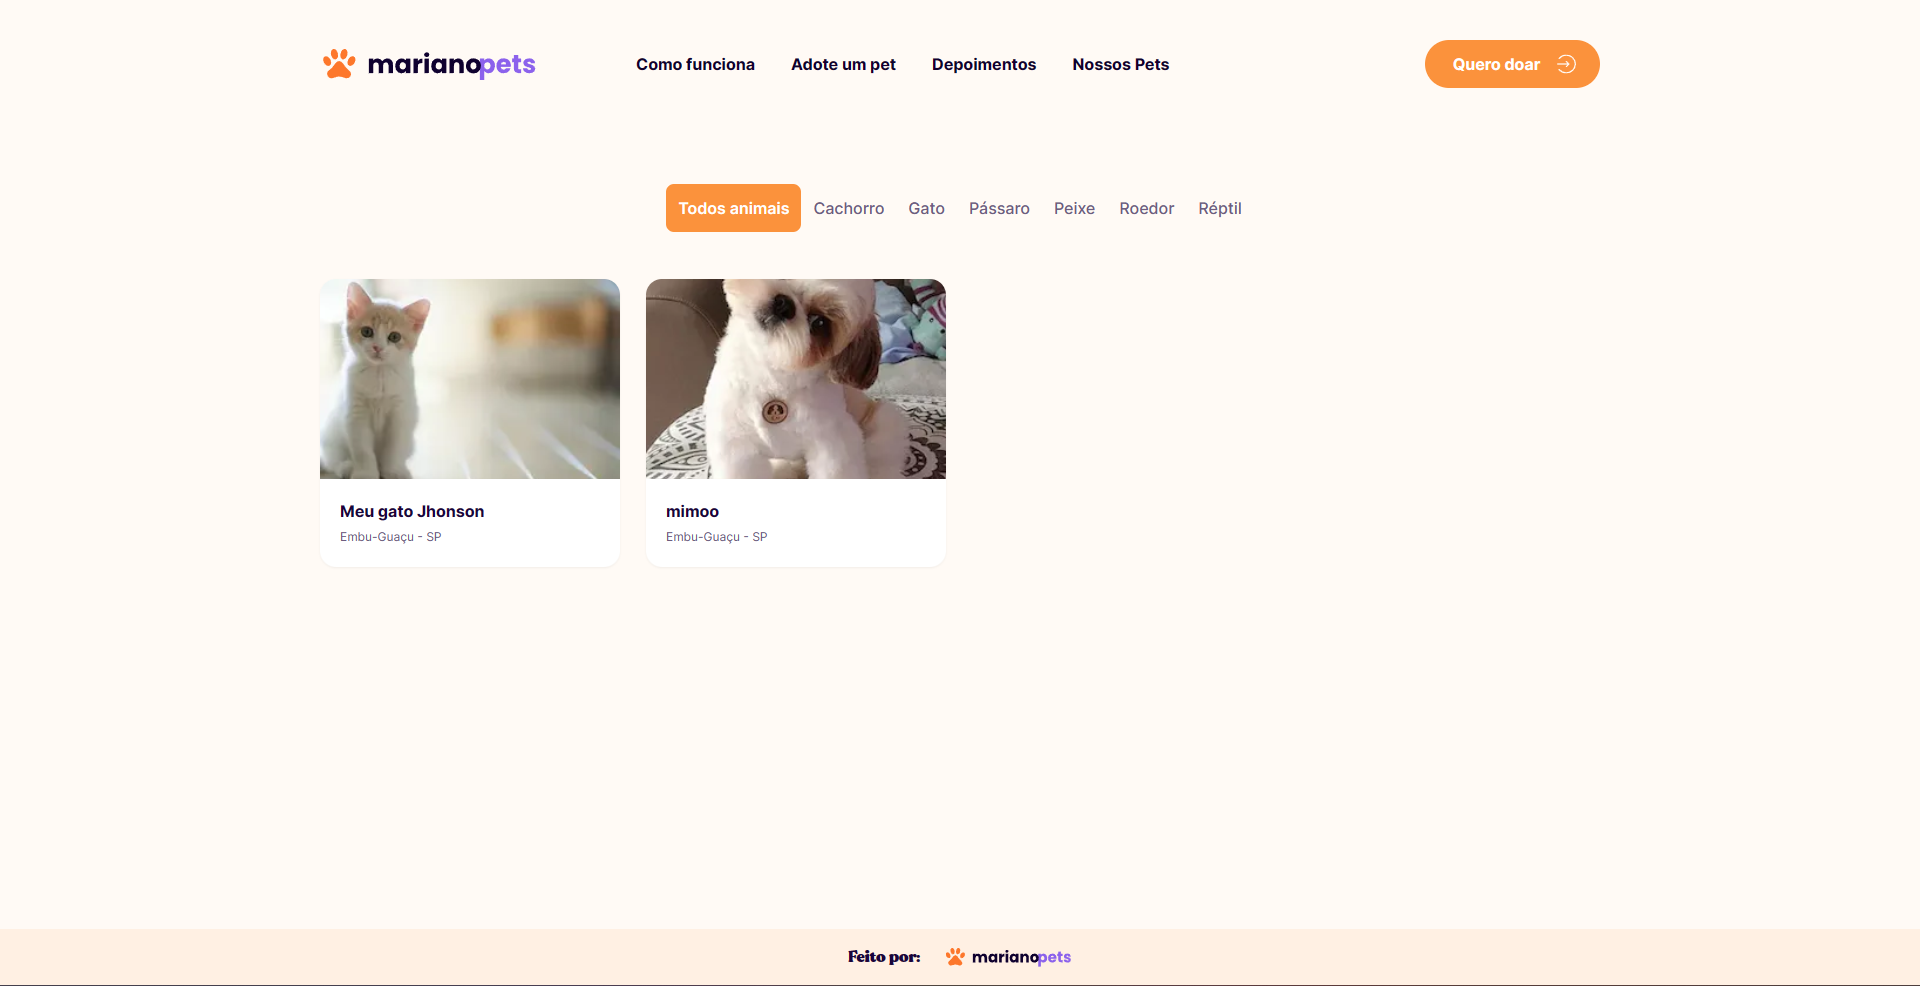 marianopets
Como funciona
Adote um pet
Depoimentos
Nossos Pets
Quero doar
Todos animais
Cachorro
Gato
Pássaro
Peixe
Roedor
Réptil
Meu gato Jhonson
Embu-Guaçu - SP
mimoo
Embu-Guaçu - SP
Feito por:
marianopets